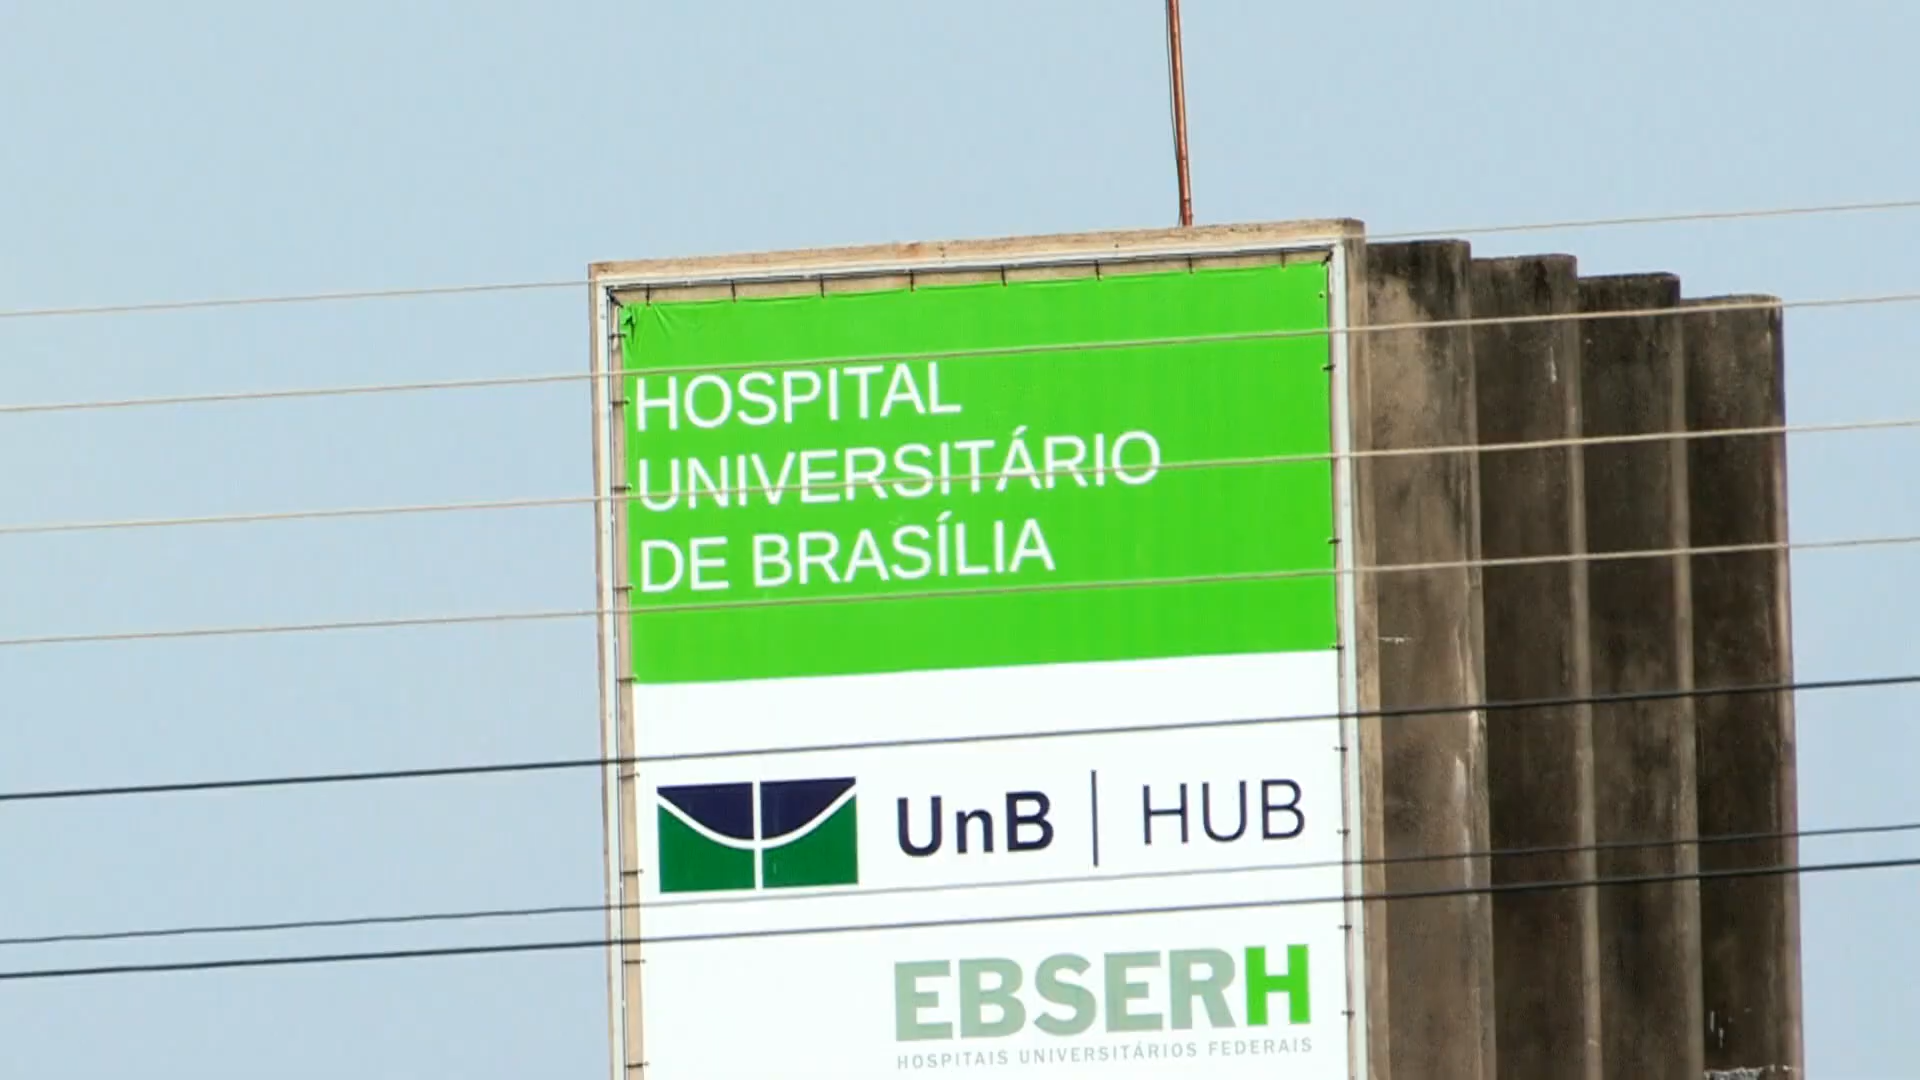 HOSPITAL
UNIVERSITÁRIO
DE BRASÍLIA
UnB | HUB
EBSERH
HOSPITAIS UNIVERSITÁRIOS FEDERAIS